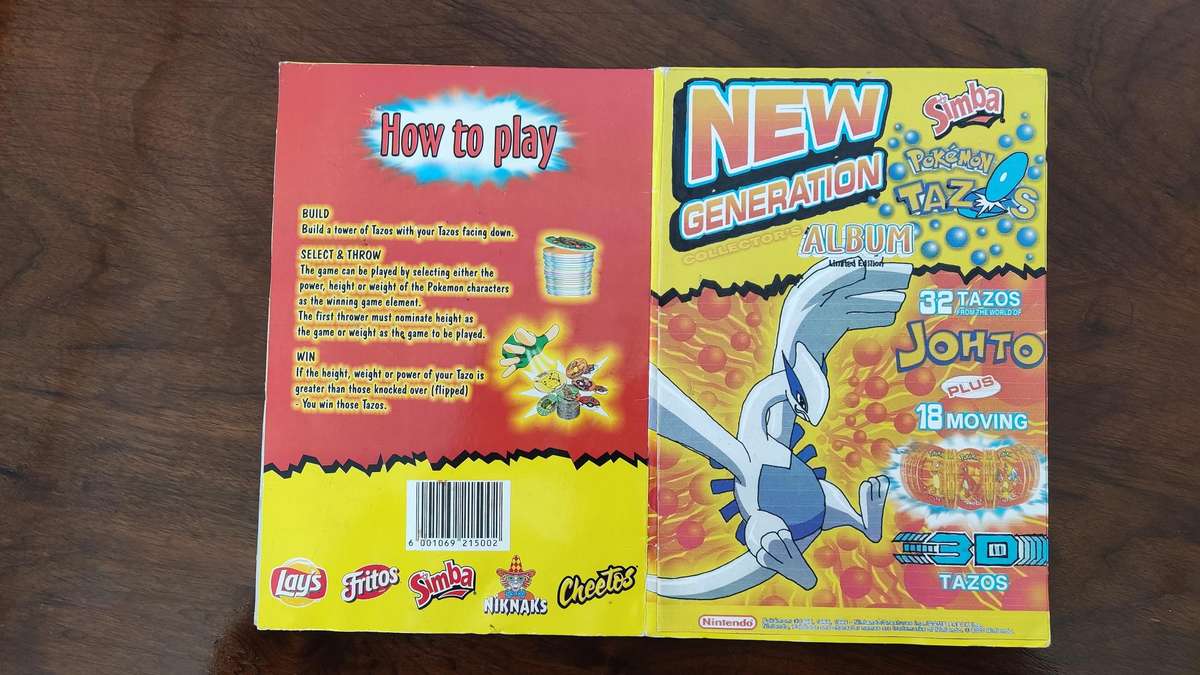 How to play
BUILD
Build a tower of Tazos with your Tazos facing down.
SELECT & THROW
The game can be played by selecting either the
power, height or weight of the Pokemon characters
as the winning game element.
The first thrower must nominate height as
the game or weight as the game to be played.
WIN
If the height, weight or power of your Tazo is
greater than those knocked over (flipped)
- You win those Tazos.
6 001069 215002
Lay's
Fritos
Simba
NIKNAKS
Cheetos
NEW
GENERATION
COLLECTOR'S
ALBUM
Limited Edition
Simba
POKéMON
TAZOS
32 TAZOS
FROM THE WORLD OF
JOHTO
PLUS
18 MOVING
3D
TAZOS
Nintendo